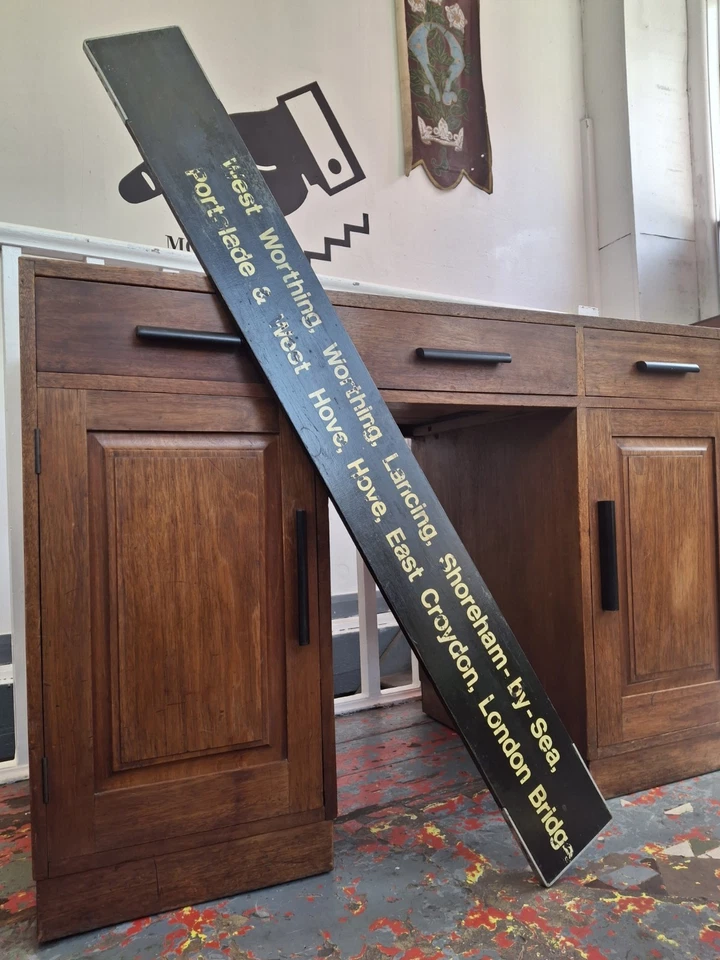 West Worthing, Worthing, Lancing, Shoreham-by-Sea,
Portslade & West Hove, Hove, East Croydon, London Bridge